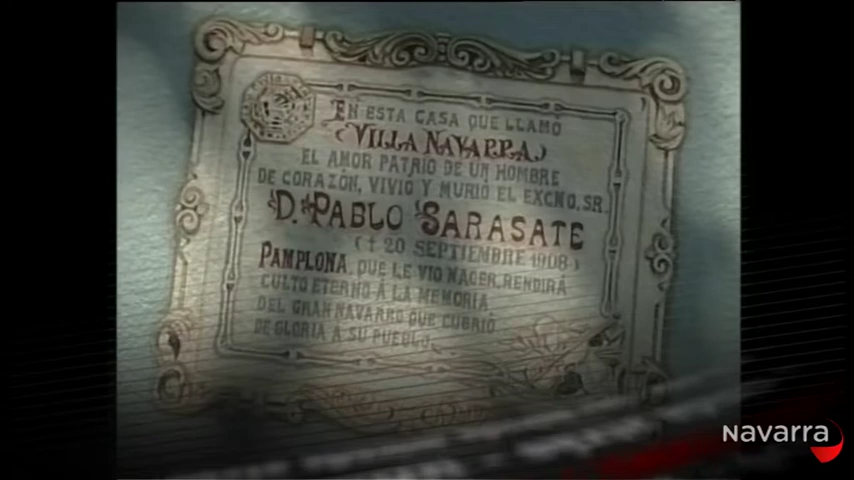 EN ESTA CASA QUE LLAMÓ
VILLA NAVARRA
EL AMOR PATRIO DE UN HOMBRE
DE CORAZÓN, VIVIÓ Y MURIÓ EL EXCMO. SR.
D. PABLO SARASATE
(† 20 SEPTIEMBRE 1908)
PAMPLONA, QUE LE VIO NACER, RENDIRÁ
CULTO ETERNO Á LA MEMORIA
DEL GRAN NAVARRO QUE CUBRIÓ
DE GLORIA A SU PUEBLO.
Navarra